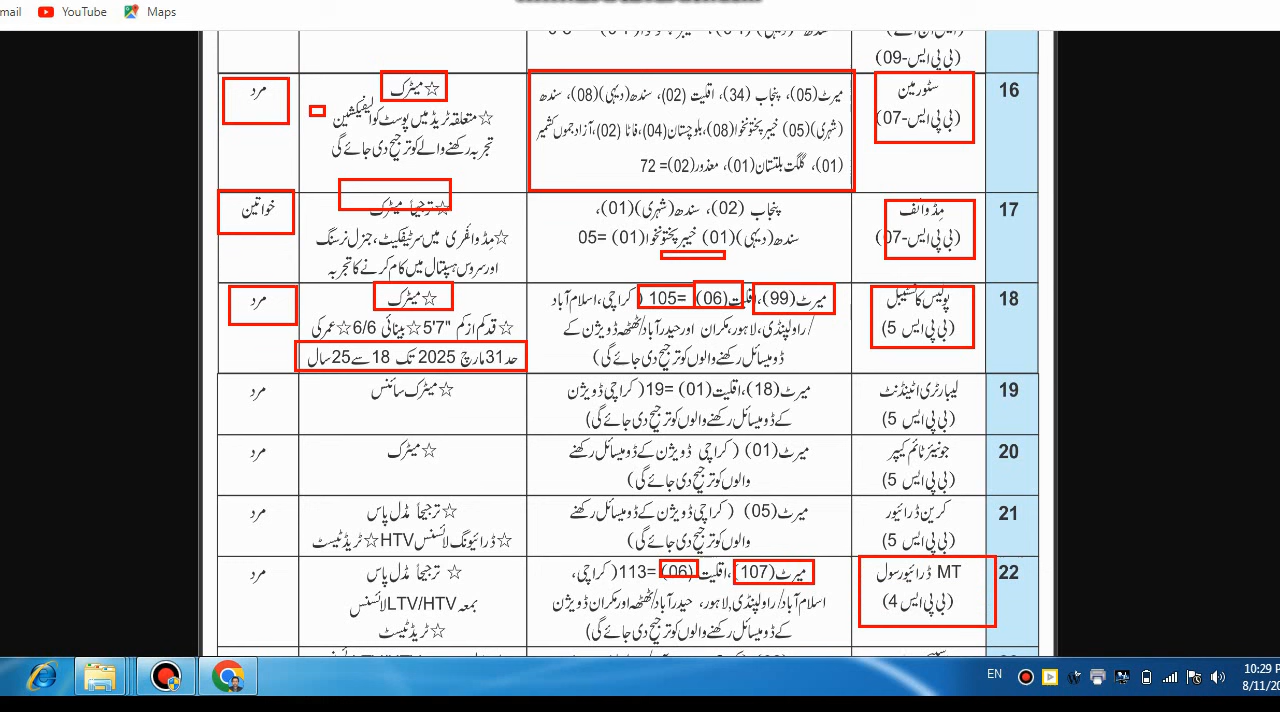 mail YouTube Maps
(بی پی ایس-09)
16
سٹور مین
(بی پی ایس-07)
میرٹ(05)، پنجاب (34)، اقلیت (02)، سندھ(دیہی)(08)، سندھ
(شہری)(05) خیبر پختونخوا(08)، بلوچستان(04)، فاٹا (02)، آزاد جموں کشمیر
(01)، گلگت بلتستان(01)، معذور(02)= 72
☆میٹرک
☆متعلقہ ٹریڈ میں پوسٹ کوالیفیکیشن
تجربہ رکھنے والے کو ترجیح دی جائے گی
مرد
17
مڈوائف
(بی پی ایس-07)
پنجاب (02)، سندھ(شہری)(01)،
سندھ(دیہی)(01) خیبر پختونخوا(01) =05
☆ترجیحاً میٹرک
☆مڈوائفری میں سرٹیفکیٹ، جنرل نرسنگ
اور سروس ہسپتال میں کام کرنے کا تجربہ
خواتین
18
پولیس کانسٹیبل
(بی پی ایس 5)
میرٹ(99)، اقلیت(06) =105 ( کراچی، اسلام آباد
/راولپنڈی، لاہور، مکران اور حیدرآباد/ٹھٹھہ ڈویژن کے
ڈومیسائل رکھنے والوں کو ترجیح دی جائے گی)
☆میٹرک
☆قد کم از کم "7'5☆بینائی 6/6☆عمر کی
حد31مارچ 2025 تک 18 سے25 سال
مرد
19
لیبارٹری اٹینڈنٹ
(بی پی ایس 5)
میرٹ(18)، اقلیت(01) =19( کراچی ڈویژن
کے ڈومیسائل رکھنے والوں کو ترجیح دی جائے گی)
☆میٹرک سائنس
مرد
20
جونیئر ٹائم کیپر
(بی پی ایس 5)
میرٹ(01) ( کراچی ڈویژن کے ڈومیسائل رکھنے
والوں کو ترجیح دی جائے گی)
☆میٹرک
مرد
21
کرین ڈرائیور
(بی پی ایس 5)
میرٹ(05) ( کراچی ڈویژن کے ڈومیسائل رکھنے
والوں کو ترجیح دی جائے گی)
☆ترجیحاً مڈل پاس
☆ڈرائیونگ لائسنس HTV☆ٹریڈ ٹیسٹ
مرد
22
MT ڈرائیور سول
(بی پی ایس 4)
میرٹ(107)، اقلیت(06) =113( کراچی،
اسلام آباد/راولپنڈی, لاہور، حیدرآباد/ٹھٹھہ اور مکران ڈویژن
کے ڈومیسائل رکھنے والوں کو ترجیح دی جائے گی)
☆ ترجیحاً مڈل پاس
بمعہ LTV/HTV لائسنس
☆ٹریڈ ٹیسٹ
مرد
EN
10:29 P
8/11/20